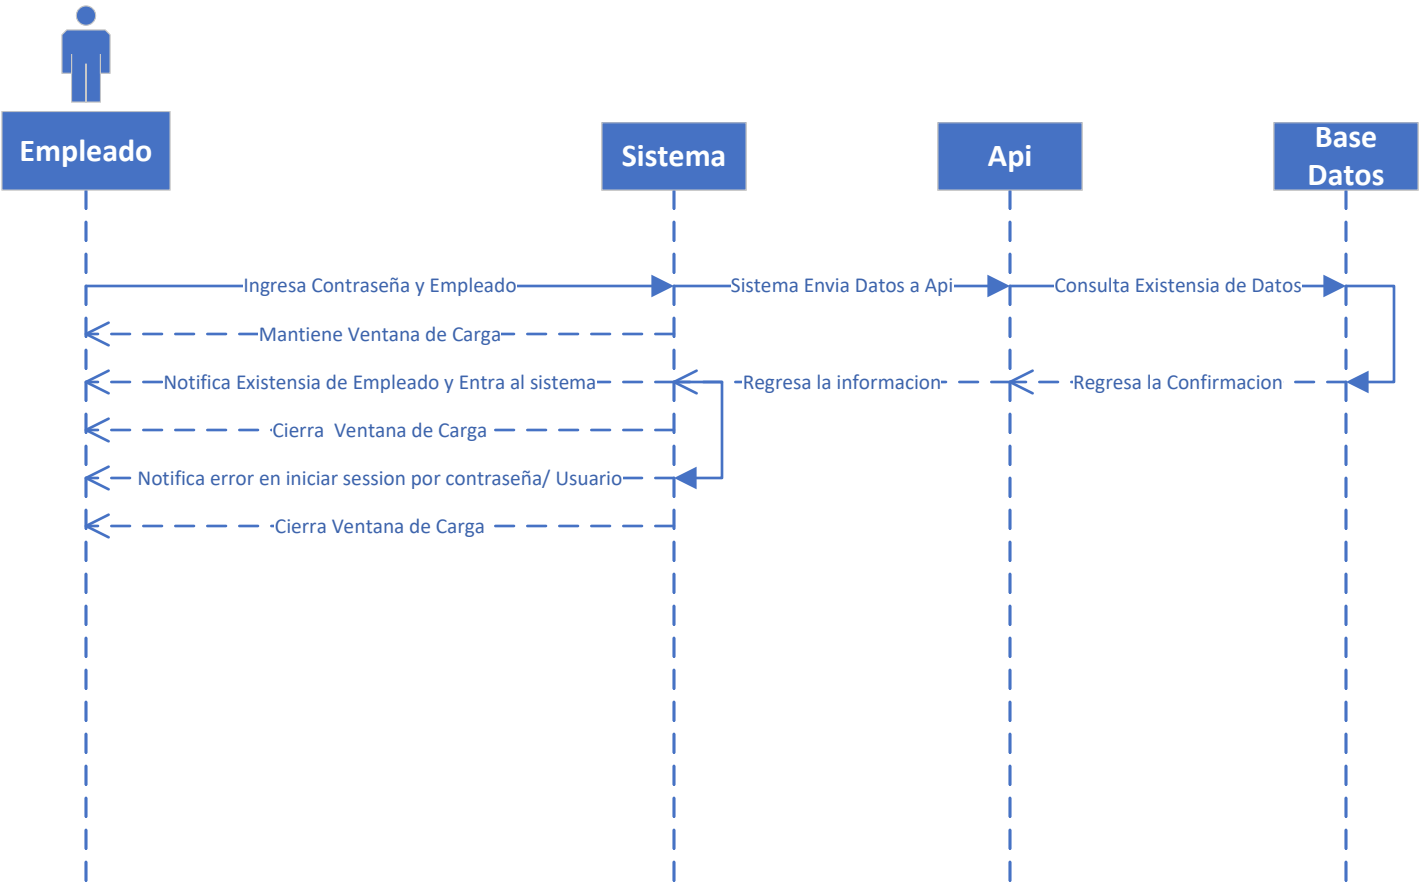 Empleado
Sistema
Api
Base
Datos
Ingresa Contraseña y Empleado
Sistema Envia Datos a Api
Consulta Existensia de Datos
Mantiene Ventana de Carga
Notifica Existensia de Empleado y Entra al sistema
Regresa la informacion
Regresa la Confirmacion
Cierra  Ventana de Carga
Notifica error en iniciar session por contraseña/ Usuario
Cierra Ventana de Carga